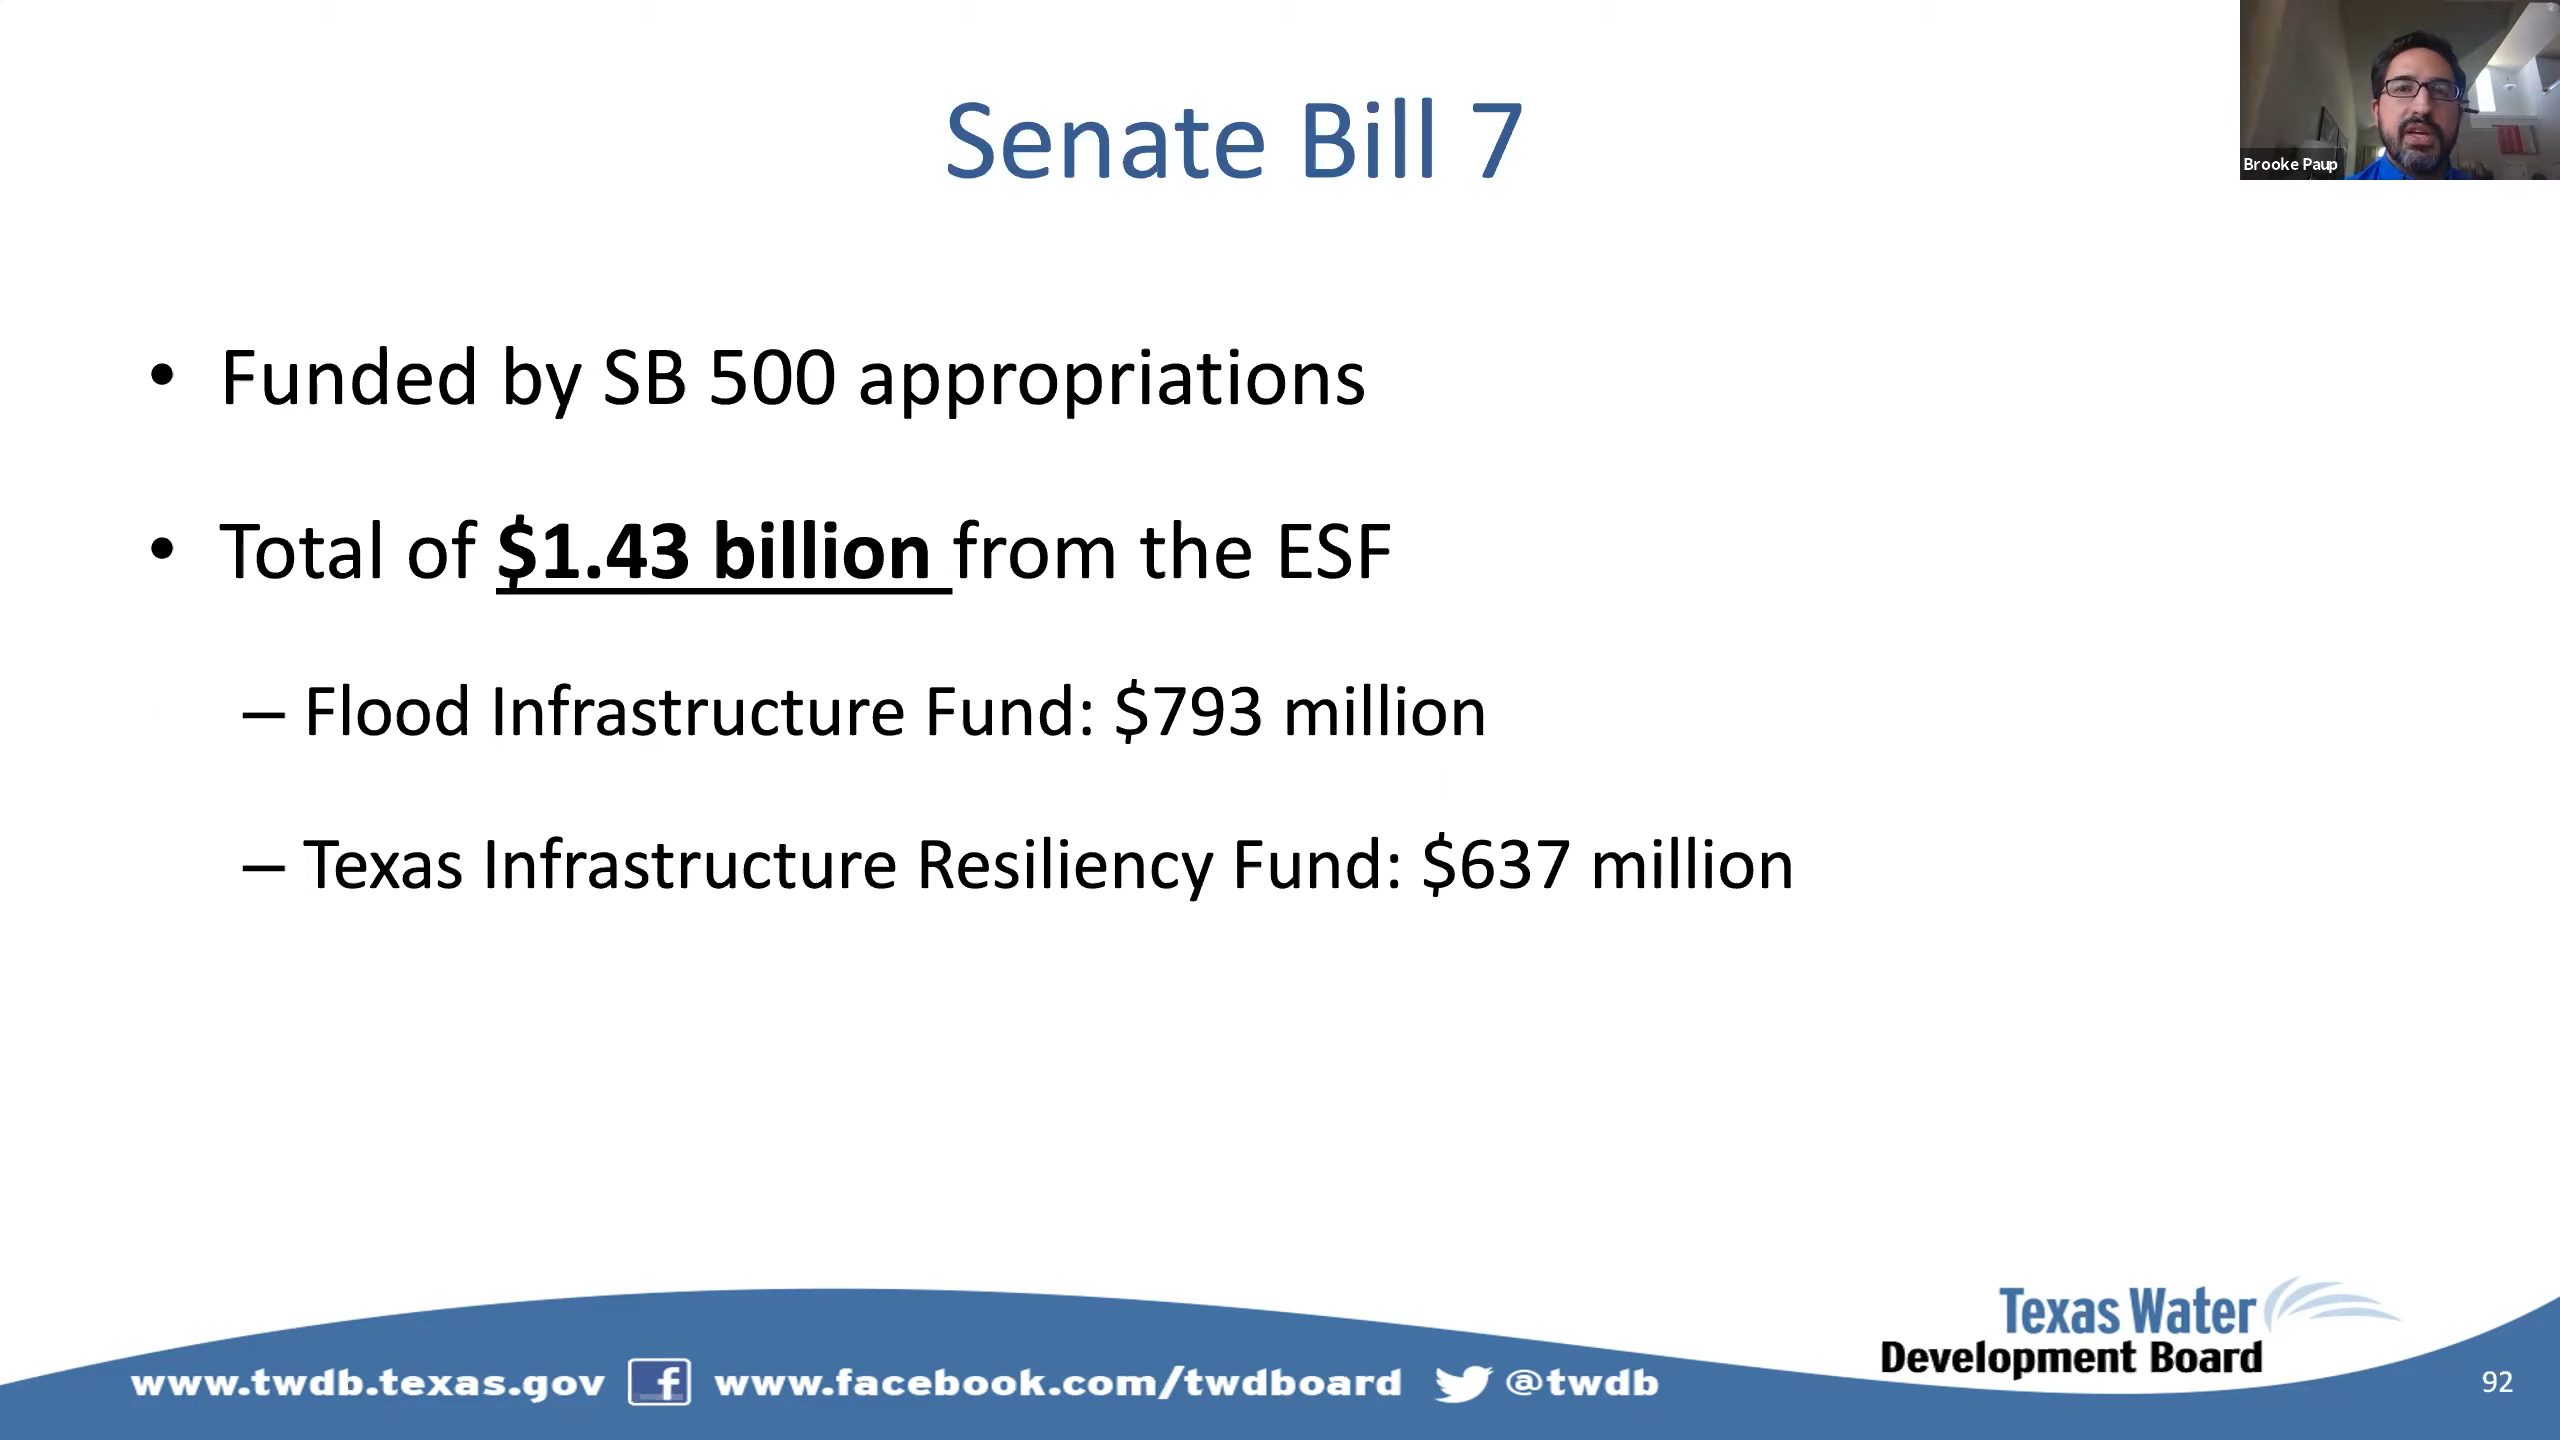 Senate Bill 7
Brooke Paup
• Funded by SB 500 appropriations
• Total of $1.43 billion from the ESF
– Flood Infrastructure Fund: $793 million
– Texas Infrastructure Resiliency Fund: $637 million
Texas Water
Development Board
www.twdb.texas.gov f www.facebook.com/twdboard @twdb
92